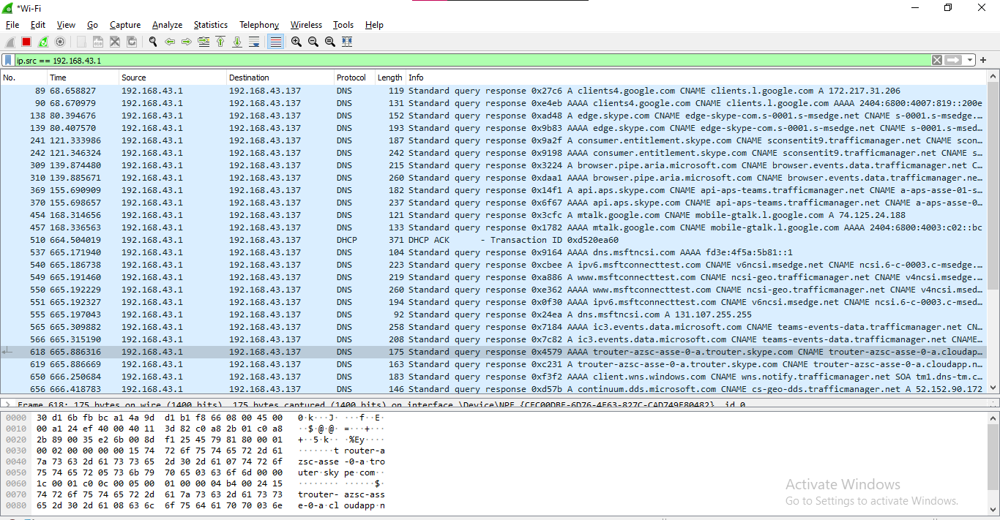 *Wi-Fi
File Edit View Go Capture Analyze Statistics Telephony Wireless Tools Help
ip.src == 192.168.43.1
No. Time Source Destination Protocol Length Info
89 68.658827 192.168.43.1 192.168.43.137 DNS 119 Standard query response 0x27c6 A clients4.google.com CNAME clients.l.google.com A 172.217.31.206
90 68.670979 192.168.43.1 192.168.43.137 DNS 131 Standard query response 0xe4eb AAAA clients4.google.com CNAME clients.l.google.com AAAA 2404:6800:4007:819::200e
138 80.394676 192.168.43.1 192.168.43.137 DNS 152 Standard query response 0xad48 A edge.skype.com CNAME edge-skype-com.s-0001.s-msedge.net CNAME s-0001.s-msedge.…
139 80.407570 192.168.43.1 192.168.43.137 DNS 193 Standard query response 0x9b83 AAAA edge.skype.com CNAME edge-skype-com.s-0001.s-msedge.net CNAME s-0001.s-msed…
241 121.333986 192.168.43.1 192.168.43.137 DNS 187 Standard query response 0x9a2f A consumer.entitlement.skype.com CNAME sconsentit9.trafficmanager.net CNAME scon…
242 121.346324 192.168.43.1 192.168.43.137 DNS 242 Standard query response 0x9198 AAAA consumer.entitlement.skype.com CNAME sconsentit9.trafficmanager.net CNAME s…
309 139.874480 192.168.43.1 192.168.43.137 DNS 215 Standard query response 0x3224 A browser.pipe.aria.microsoft.com CNAME browser.events.data.trafficmanager.net C…
310 139.885671 192.168.43.1 192.168.43.137 DNS 260 Standard query response 0xdaa1 AAAA browser.pipe.aria.microsoft.com CNAME browser.events.data.trafficmanager.ne…
369 155.690909 192.168.43.1 192.168.43.137 DNS 182 Standard query response 0x14f1 A api.aps.skype.com CNAME api-aps-teams.trafficmanager.net CNAME a-aps-asse-01-s…
370 155.698657 192.168.43.1 192.168.43.137 DNS 237 Standard query response 0x6f67 AAAA api.aps.skype.com CNAME api-aps-teams.trafficmanager.net CNAME a-aps-asse-0…
454 168.314656 192.168.43.1 192.168.43.137 DNS 121 Standard query response 0x3cfc A mtalk.google.com CNAME mobile-gtalk.l.google.com A 74.125.24.188
457 168.336563 192.168.43.1 192.168.43.137 DNS 133 Standard query response 0x1782 AAAA mtalk.google.com CNAME mobile-gtalk.l.google.com AAAA 2404:6800:4003:c02::bc
510 664.504019 192.168.43.1 192.168.43.137 DHCP 371 DHCP ACK - Transaction ID 0xd520ea60
537 665.171940 192.168.43.1 192.168.43.137 DNS 104 Standard query response 0x9164 AAAA dns.msftncsi.com AAAA fd3e:4f5a:5b81::1
540 665.186738 192.168.43.1 192.168.43.137 DNS 223 Standard query response 0xcbee A ipv6.msftconnecttest.com CNAME v6ncsi.msedge.net CNAME ncsi.6-c-0003.c-msedge.…
549 665.191460 192.168.43.1 192.168.43.137 DNS 219 Standard query response 0xa886 A www.msftconnecttest.com CNAME ncsi-geo.trafficmanager.net CNAME v4ncsi.msedge.…
550 665.192229 192.168.43.1 192.168.43.137 DNS 260 Standard query response 0xe362 AAAA www.msftconnecttest.com CNAME ncsi-geo.trafficmanager.net CNAME v4ncsi.msed…
551 665.192327 192.168.43.1 192.168.43.137 DNS 194 Standard query response 0x0f30 AAAA ipv6.msftconnecttest.com CNAME v6ncsi.msedge.net CNAME ncsi.6-c-0003.c-msed…
555 665.197043 192.168.43.1 192.168.43.137 DNS 92 Standard query response 0x24ea A dns.msftncsi.com A 131.107.255.255
565 665.309882 192.168.43.1 192.168.43.137 DNS 258 Standard query response 0x7184 AAAA ic3.events.data.microsoft.com CNAME teams-events-data.trafficmanager.net CN…
566 665.315190 192.168.43.1 192.168.43.137 DNS 208 Standard query response 0x7c82 A ic3.events.data.microsoft.com CNAME teams-events-data.trafficmanager.net CNAME…
618 665.886316 192.168.43.1 192.168.43.137 DNS 175 Standard query response 0x4579 AAAA trouter-azsc-asse-0-a.trouter.skype.com CNAME trouter-azsc-asse-0-a.cloudap…
619 665.886669 192.168.43.1 192.168.43.137 DNS 163 Standard query response 0xc231 A trouter-azsc-asse-0-a.trouter.skype.com CNAME trouter-azsc-asse-0-a.cloudapp.n…
650 666.250684 192.168.43.1 192.168.43.137 DNS 183 Standard query response 0xf3f2 AAAA client.wns.windows.com CNAME wns.notify.trafficmanager.net SOA tm1.dns-tm.c…
656 666.418783 192.168.43.1 192.168.43.137 DNS 146 Standard query response 0xd57b A continuum.dds.microsoft.com CNAME cs-geo-dds.trafficmanager.net A 52.152.90.172
Frame 618: 175 bytes on wire (1400 bits), 175 bytes captured (1400 bits) on interface \Device\NPF_{CEC00DBE-6D76-4F63-827C-CAD749F80482}, id 0
0000 30 d1 6b fb bc a1 4a 9d d1 b1 f8 66 08 00 45 00 0·k···J· ···f··E·
0010 00 a1 24 ef 40 00 40 11 3d 82 c0 a8 2b 01 c0 a8 ··$·@·@· =···+···
0020 2b 89 00 35 e2 6b 00 8d f1 25 45 79 81 80 00 01 +··5·k·· ·%Ey····
0030 00 02 00 00 00 00 15 74 72 6f 75 74 65 72 2d 61 ·······t router-a
0040 7a 73 63 2d 61 73 73 65 2d 30 2d 61 07 74 72 6f zsc-asse -0-a·tro
0050 75 74 65 72 05 73 6b 79 70 65 03 63 6f 6d 00 00 uter·sky pe·com··
0060 1c 00 01 c0 0c 00 05 00 01 00 00 04 b4 00 24 15 ········ ······$·
0070 74 72 6f 75 74 65 72 2d 61 7a 73 63 2d 61 73 73 trouter- azsc-ass
0080 65 2d 30 2d 61 08 63 6c 6f 75 64 61 70 70 03 6e e-0-a·cl oudapp·n
Activate Windows
Go to Settings to activate Windows.